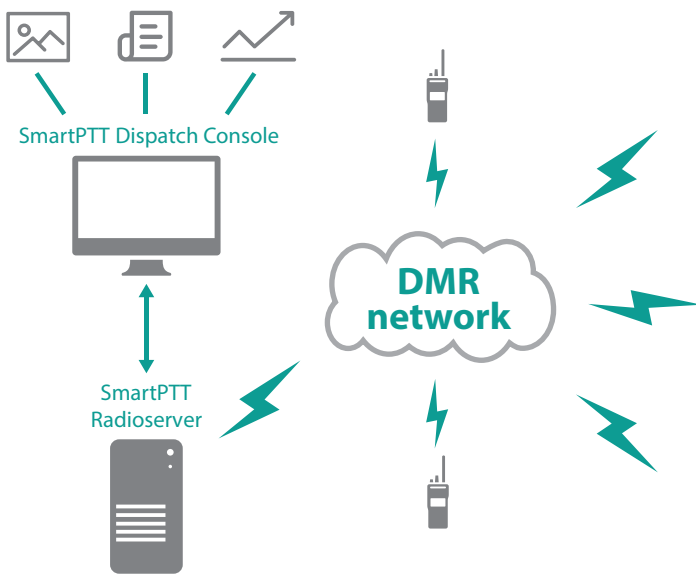 SmartPTT Dispatch Console
DMR
network
SmartPTT
Radioserver